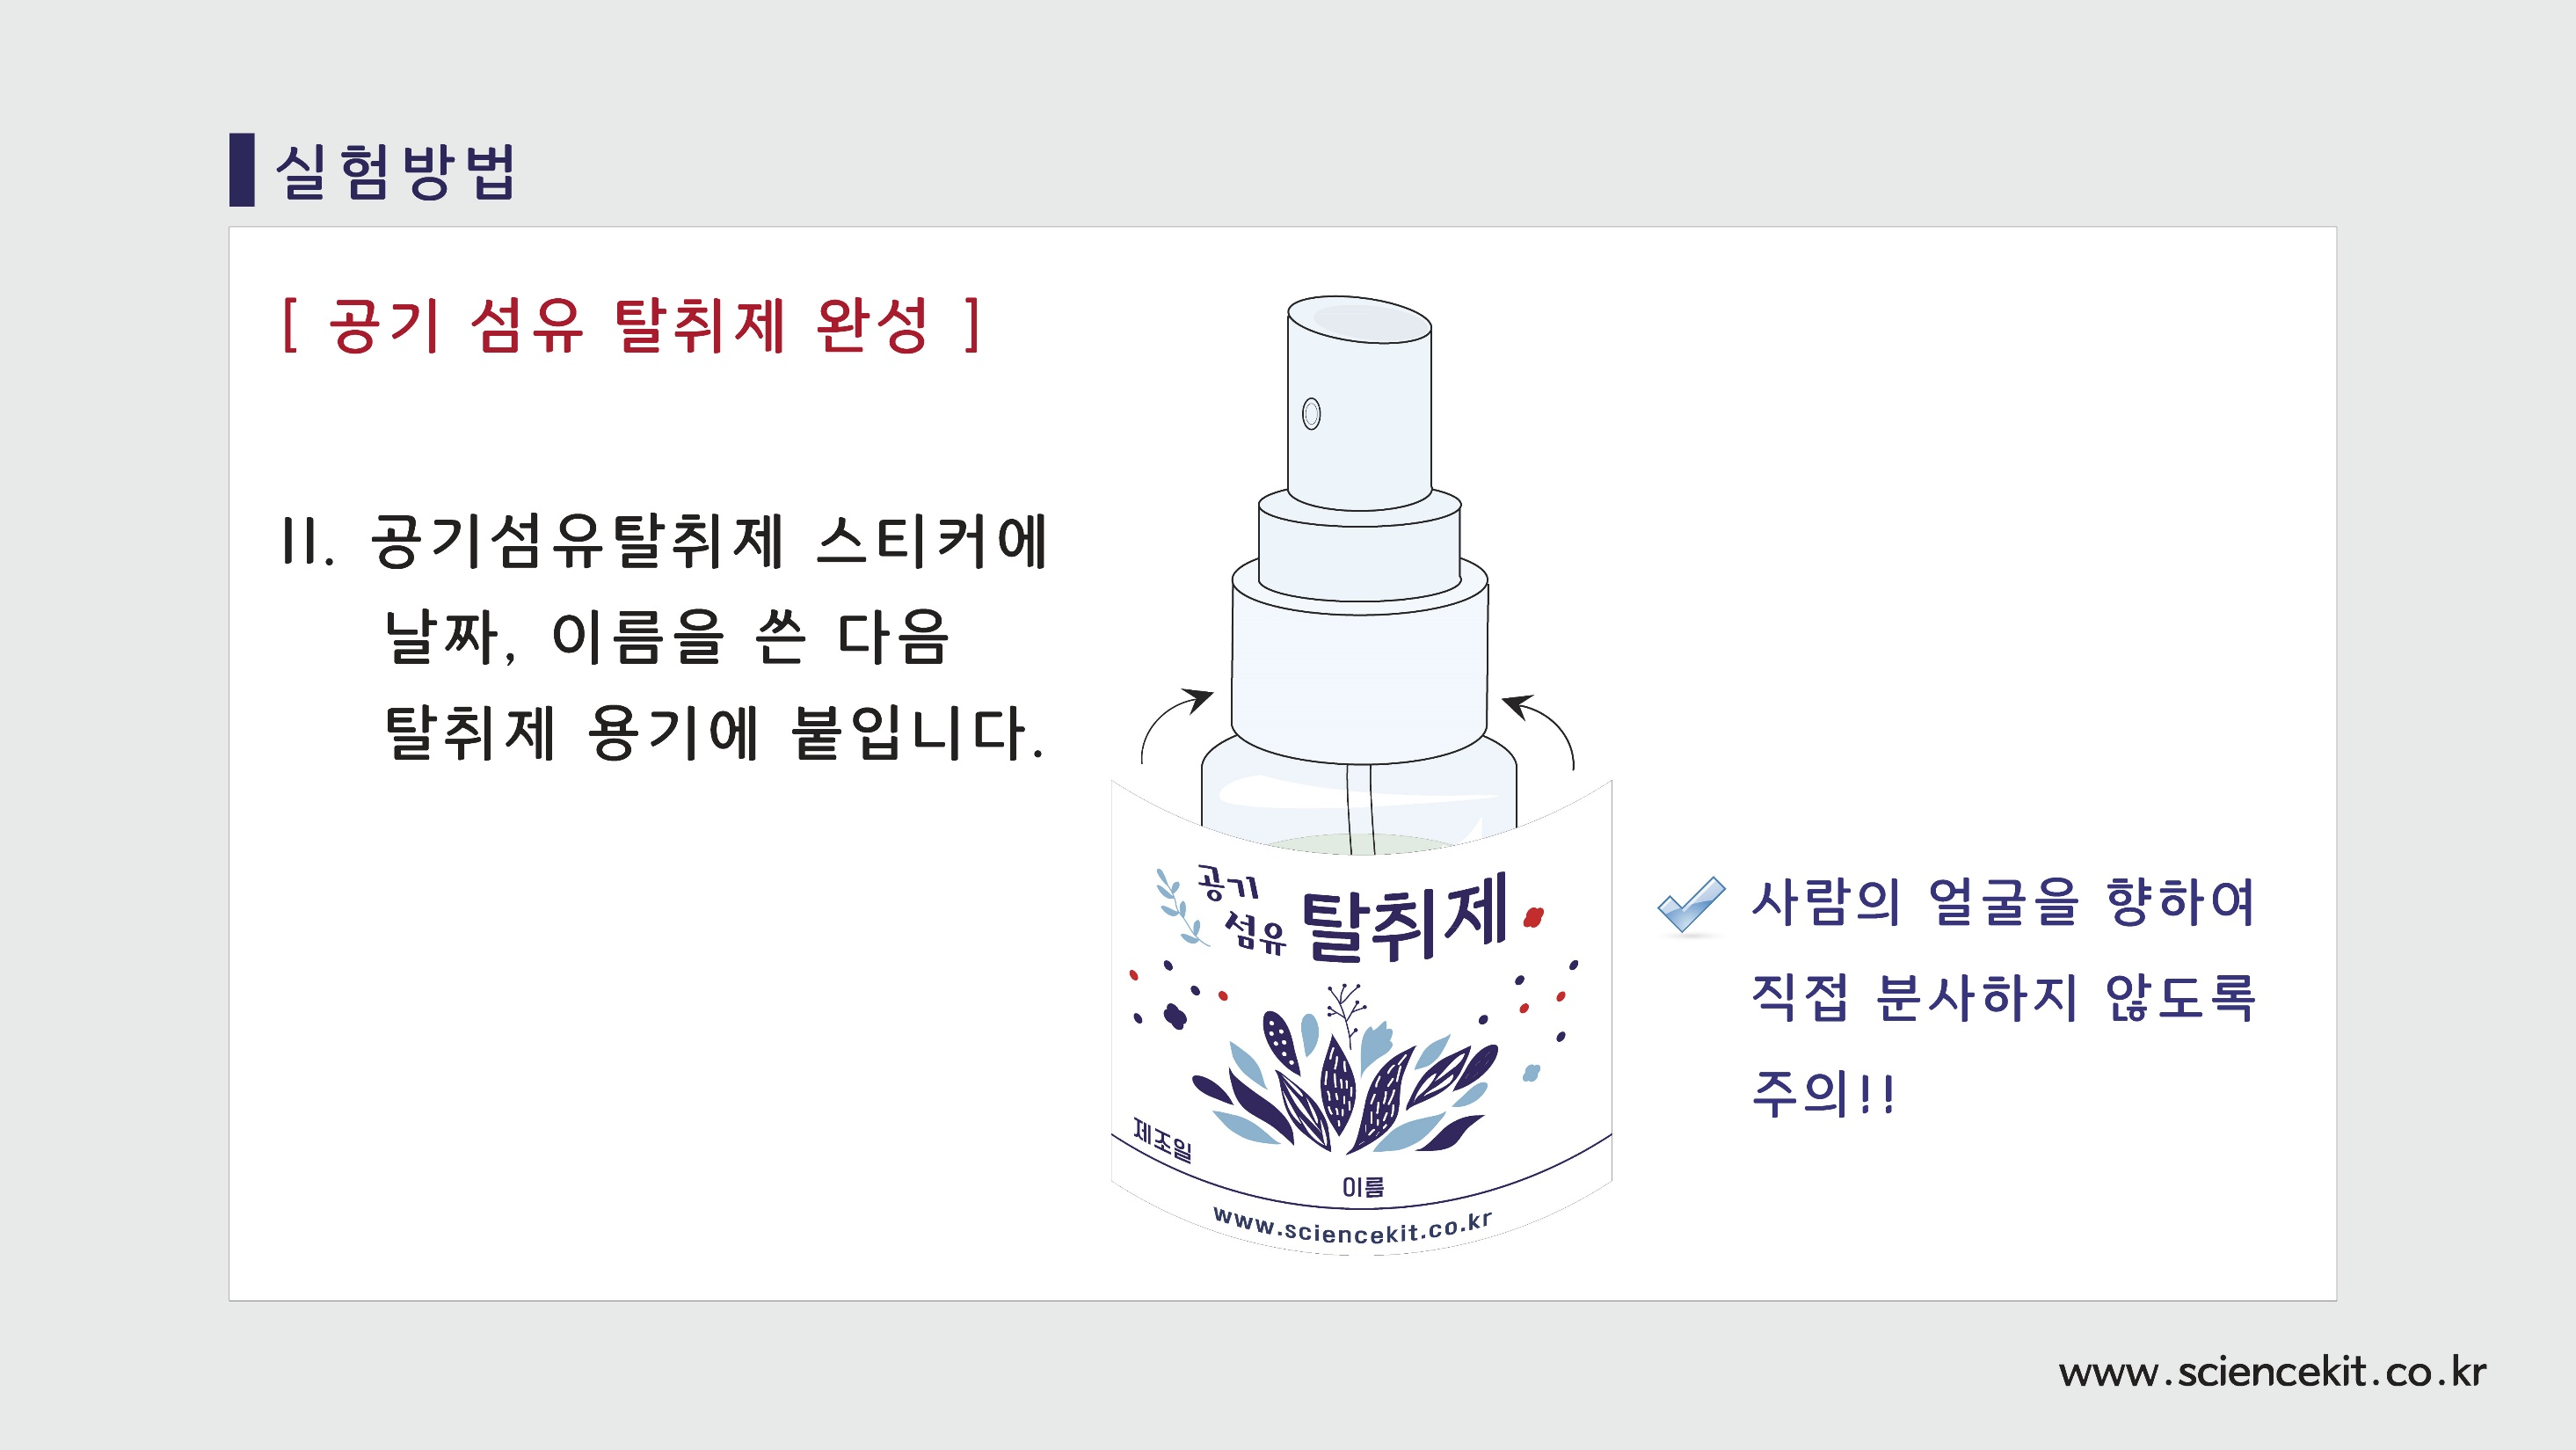 실험방법
[ 공기 섬유 탈취제 완성 ]
11. 공기섬유탈취제 스티커에
날짜, 이름을 쓴 다음
탈취제 용기에 붙입니다.
공기
섬유 탈취제
제조일
이름
www.sciencekit.co.kr
사람의 얼굴을 향하여
직접 분사하지 않도록
주의!!
www.sciencekit.co.kr